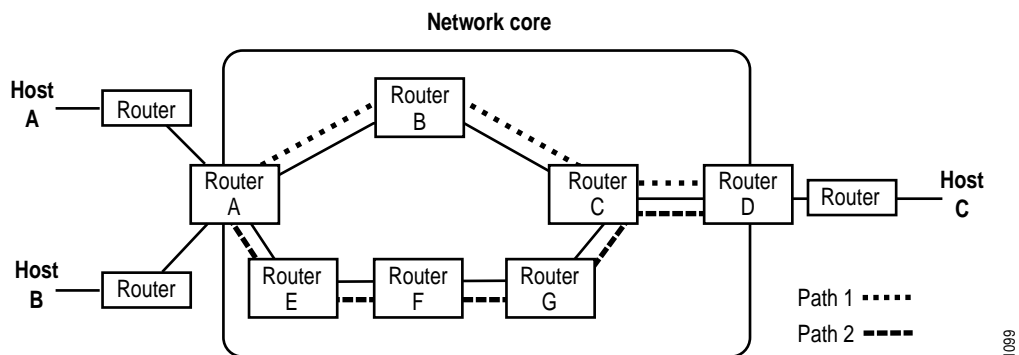 Network core
Host
A
Router
Router
B
Router
A
Router
C
Router
D
Router
Host
C
Host
B
Router
Router
E
Router
F
Router
G
Path 1
Path 2
1099